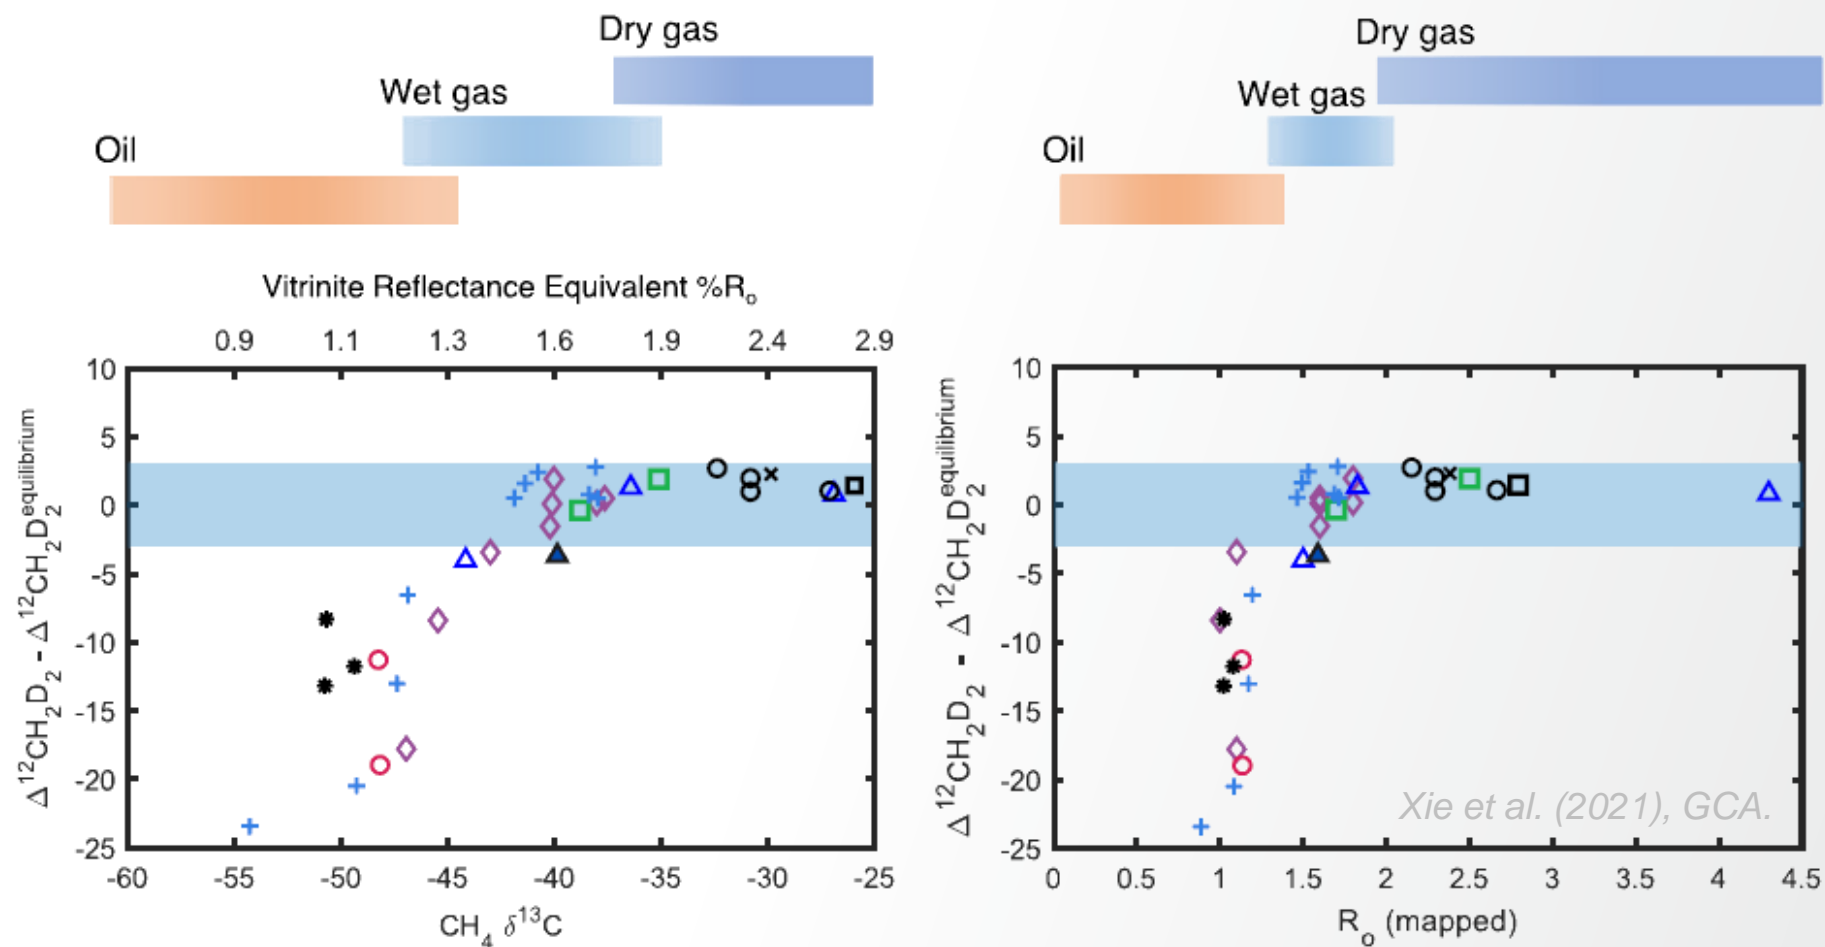 Dry gas
Wet gas
Oil
Vitrinite Reflectance Equivalent %Rₒ
0.9 1.1 1.3 1.6 1.9 2.4 2.9
10
5
0
-5
-10
-15
-20
-25
Δ¹²CH₂D₂ - Δ¹²CH₂D₂^equilibrium
-60 -55 -50 -45 -40 -35 -30 -25
CH₄ δ¹³C
Dry gas
Wet gas
Oil
10
5
0
-5
-10
-15
-20
-25
Δ¹²CH₂D₂ - Δ¹²CH₂D₂^equilibrium
Xie et al. (2021), GCA.
0 0.5 1 1.5 2 2.5 3 3.5 4 4.5
Rₒ (mapped)